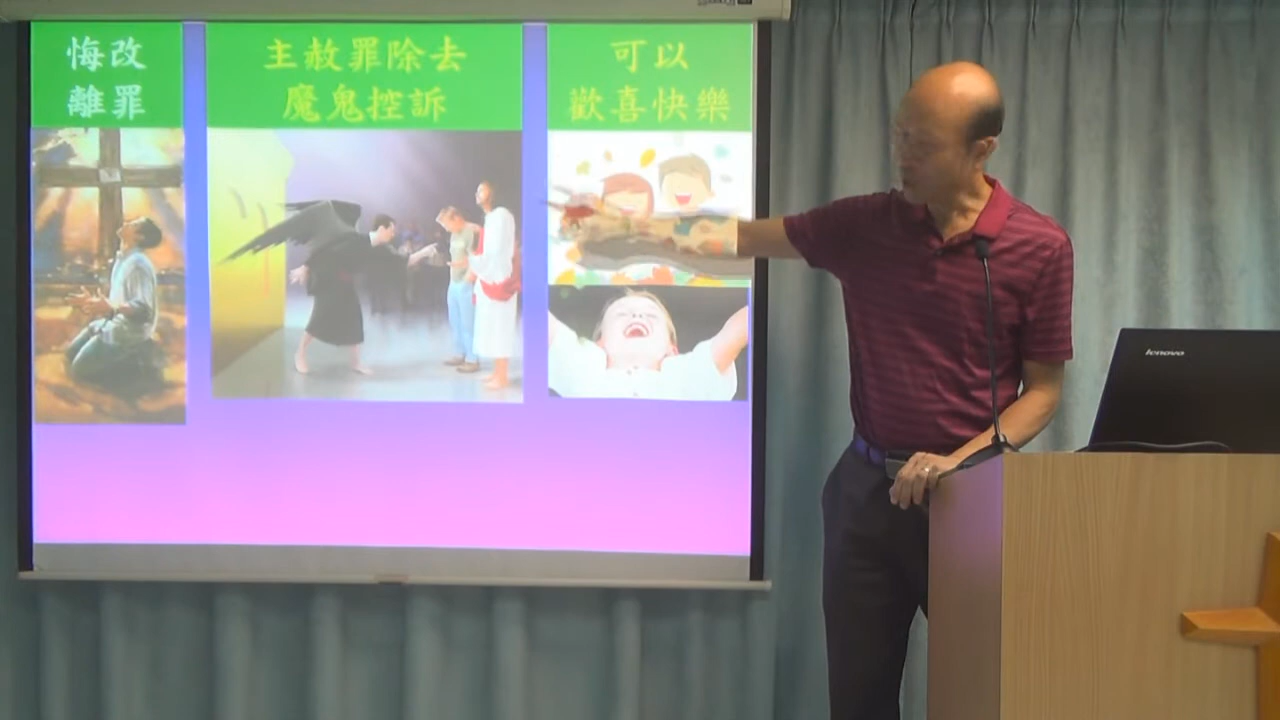 悔改
離罪
主赦罪除去
魔鬼控訴
可以
歡喜快樂
lenovo